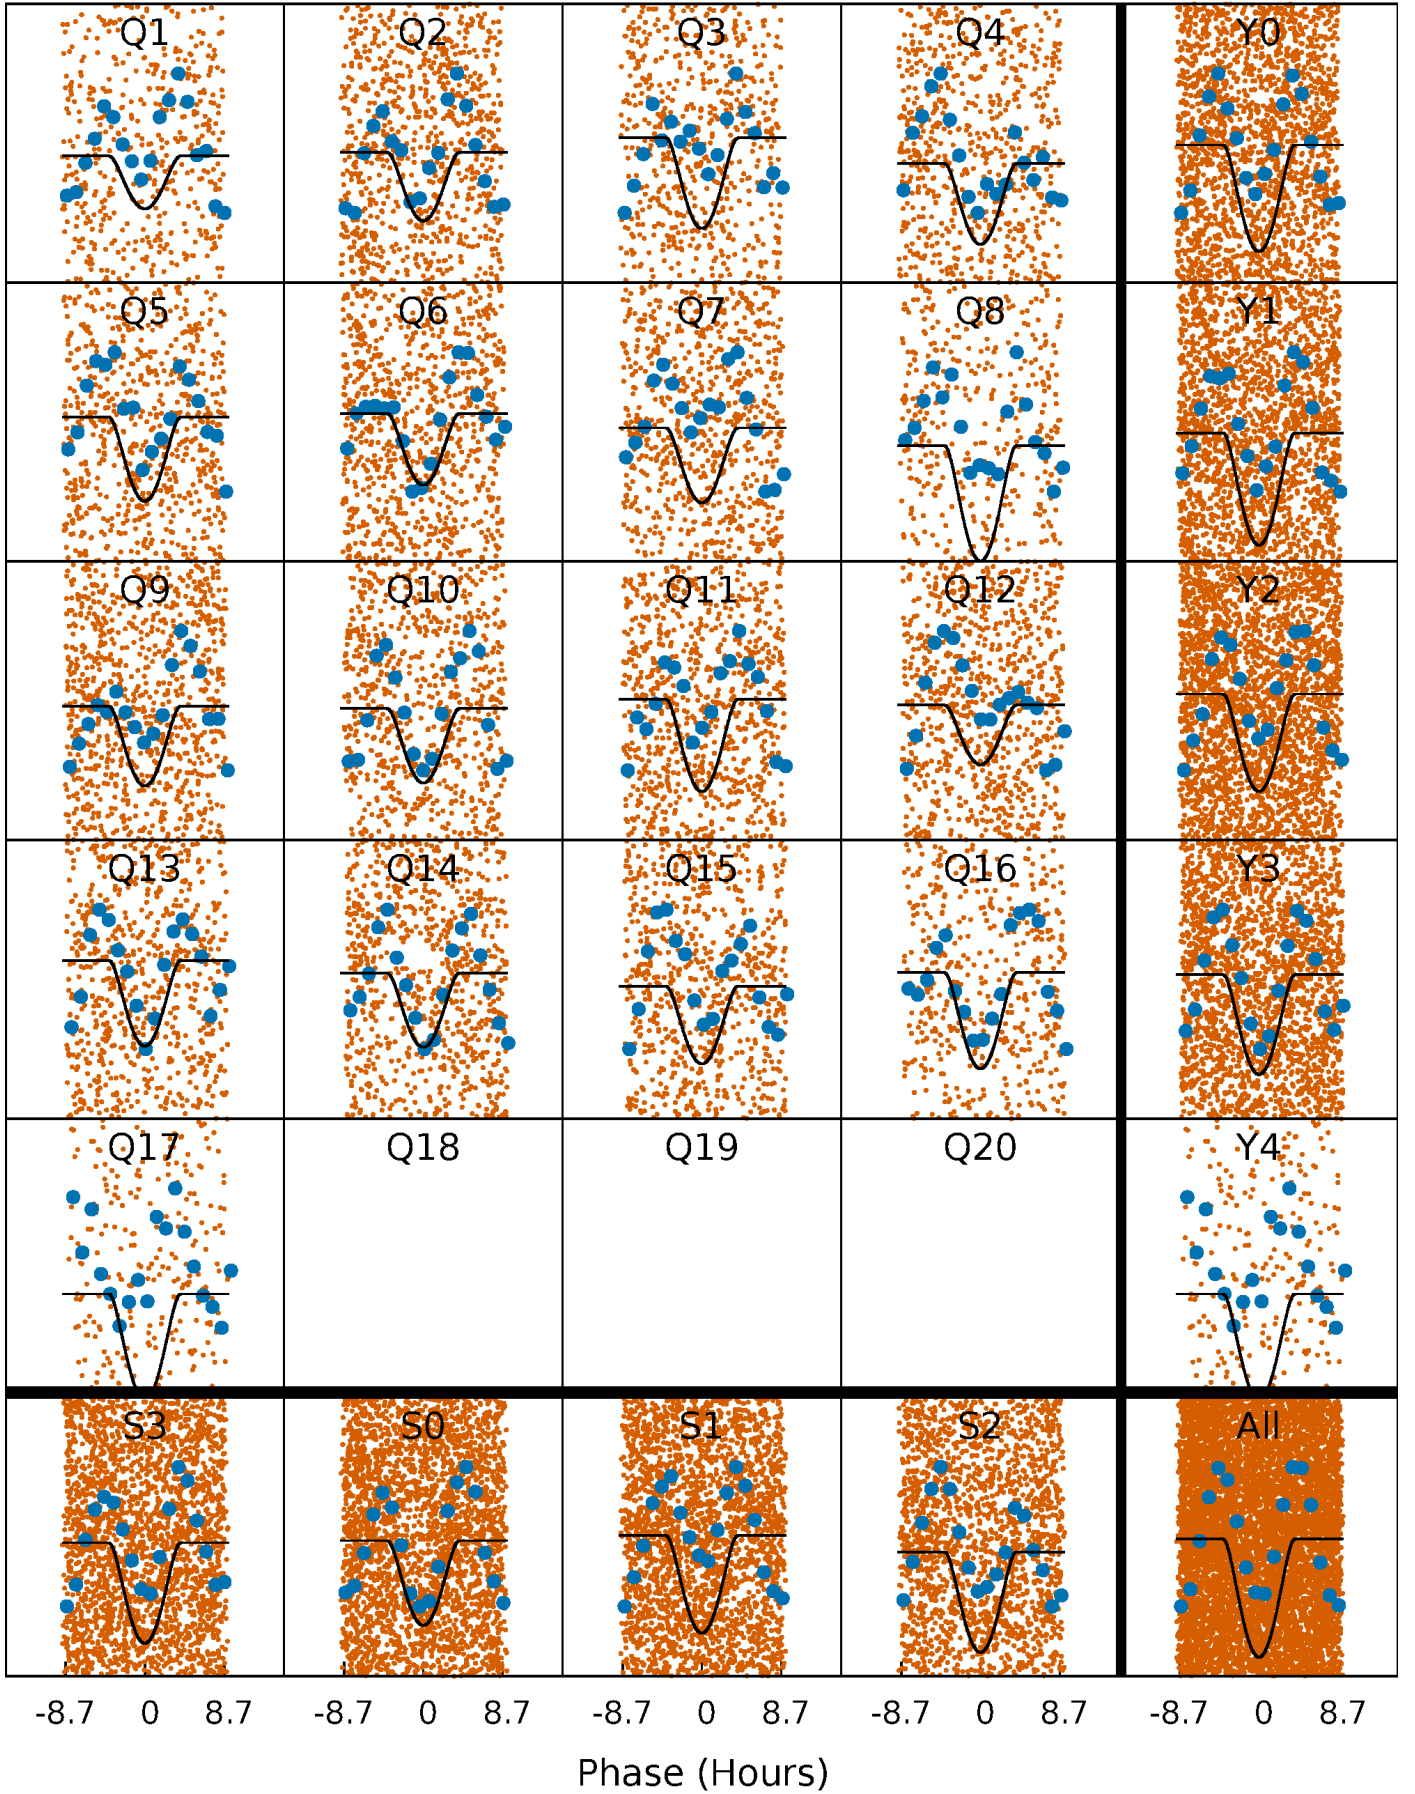 Q1 Q2 Q3 Q4 Y0
Q5 Q6 Q7 Q8 Y1
Q9 Q10 Q11 Q12 Y2
Q13 Q14 Q15 Q16 Y3
Q17 Q18 Q19 Q20 Y4
S3 S0 S1 S2 All
-8.7 0 8.7 -8.7 0 8.7 -8.7 0 8.7 -8.7 0 8.7 -8.7 0 8.7
Phase (Hours)